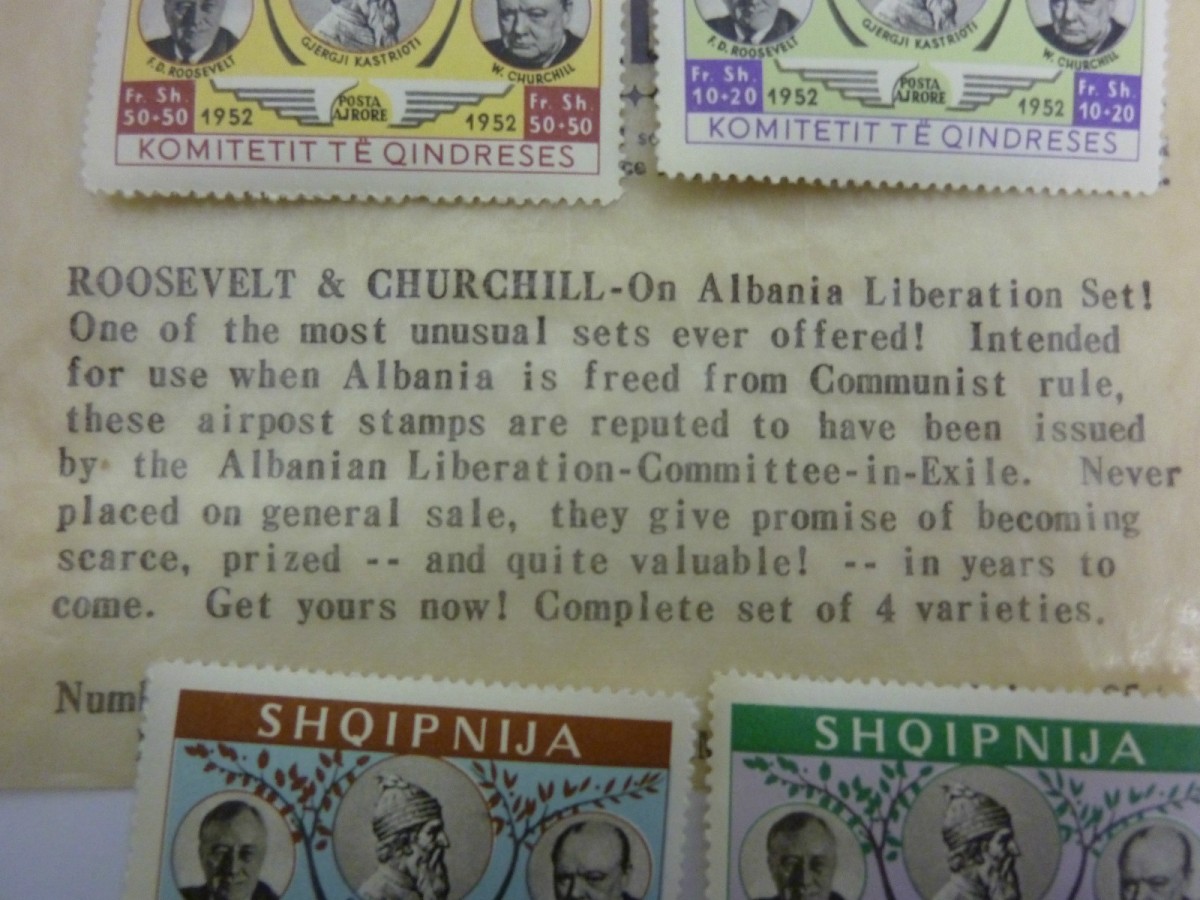 F.D. ROOSEVELT
GJERGJI KASTRIOTI
W. CHURCHILL
Fr. Sh.
50+50
1952
POSTA
AJRORE
1952
Fr. Sh.
50+50
KOMITETIT TË QINDRESES
F.D. ROOSEVELT
GJERGJI KASTRIOTI
W. CHURCHILL
Fr. Sh.
10+20
1952
POSTA
AJRORE
1952
Fr. Sh.
10+20
KOMITETIT TË QINDRESES
ROOSEVELT & CHURCHILL-On Albania Liberation Set!
One of the most unusual sets ever offered! Intended
for use when Albania is freed from Communist rule,
these airpost stamps are reputed to have been issued
by the Albanian Liberation-Committee-in-Exile. Never
placed on general sale, they give promise of becoming
scarce, prized -- and quite valuable! -- in years to
come. Get yours now! Complete set of 4 varieties.
SHQIPNIJA
SHQIPNIJA